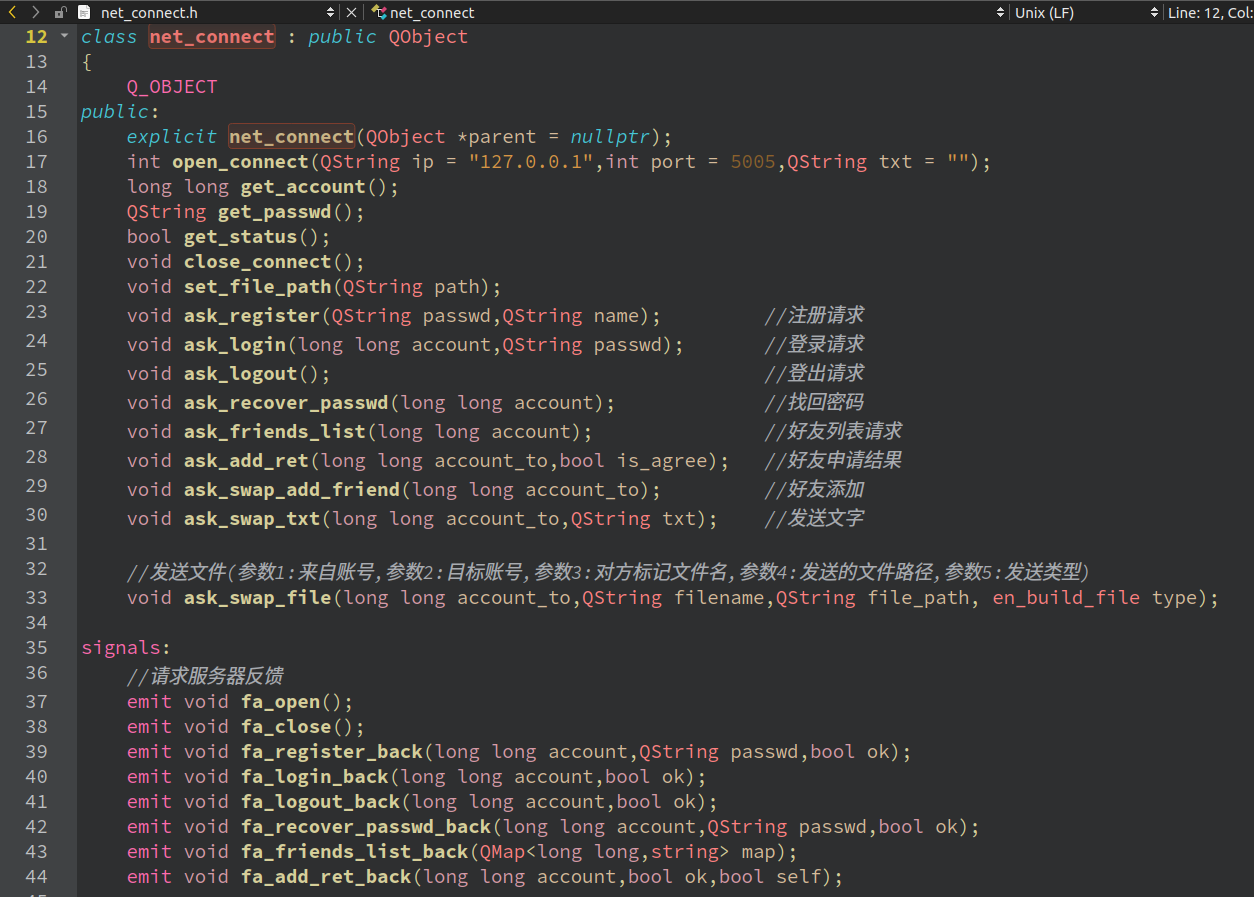 net_connect.h net_connect Unix (LF) Line: 12, Col:
12 class net_connect : public QObject
13 {
14 Q_OBJECT
15 public:
16 explicit net_connect(QObject *parent = nullptr);
17 int open_connect(QString ip = "127.0.0.1",int port = 5005,QString txt = "");
18 long long get_account();
19 QString get_passwd();
20 bool get_status();
21 void close_connect();
22 void set_file_path(QString path);
23 void ask_register(QString passwd,QString name); //注册请求
24 void ask_login(long long account,QString passwd); //登录请求
25 void ask_logout(); //登出请求
26 void ask_recover_passwd(long long account); //找回密码
27 void ask_friends_list(long long account); //好友列表请求
28 void ask_add_ret(long long account_to,bool is_agree); //好友申请结果
29 void ask_swap_add_friend(long long account_to); //好友添加
30 void ask_swap_txt(long long account_to,QString txt); //发送文字
31
32 //发送文件(参数1:来自账号,参数2:目标账号,参数3:对方标记文件名,参数4:发送的文件路径,参数5:发送类型)
33 void ask_swap_file(long long account_to,QString filename,QString file_path, en_build_file type);
34
35 signals:
36 //请求服务器反馈
37 emit void fa_open();
38 emit void fa_close();
39 emit void fa_register_back(long long account,QString passwd,bool ok);
40 emit void fa_login_back(long long account,bool ok);
41 emit void fa_logout_back(long long account,bool ok);
42 emit void fa_recover_passwd_back(long long account,QString passwd,bool ok);
43 emit void fa_friends_list_back(QMap<long long,string> map);
44 emit void fa_add_ret_back(long long account,bool ok,bool self);